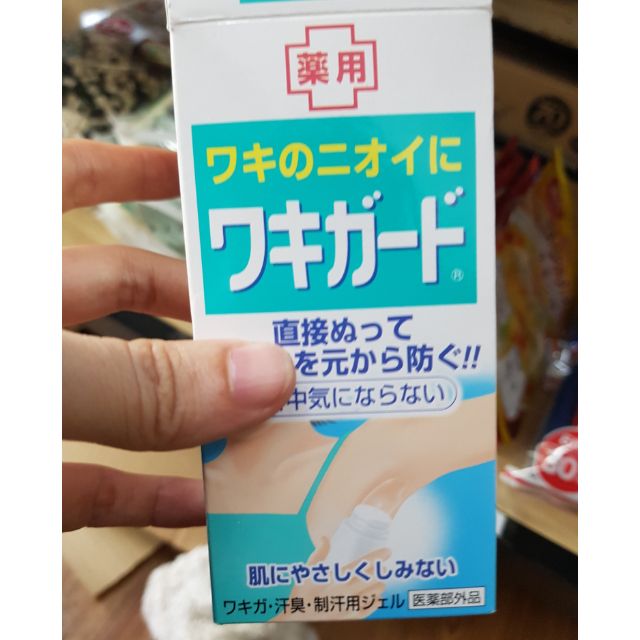 薬用
ワキのニオイに
ワキガード®
直接ぬって
を元から防ぐ!!
中気にならない
肌にやさしくしみない
ワキガ・汗臭・制汗用ジェル 医薬部外品